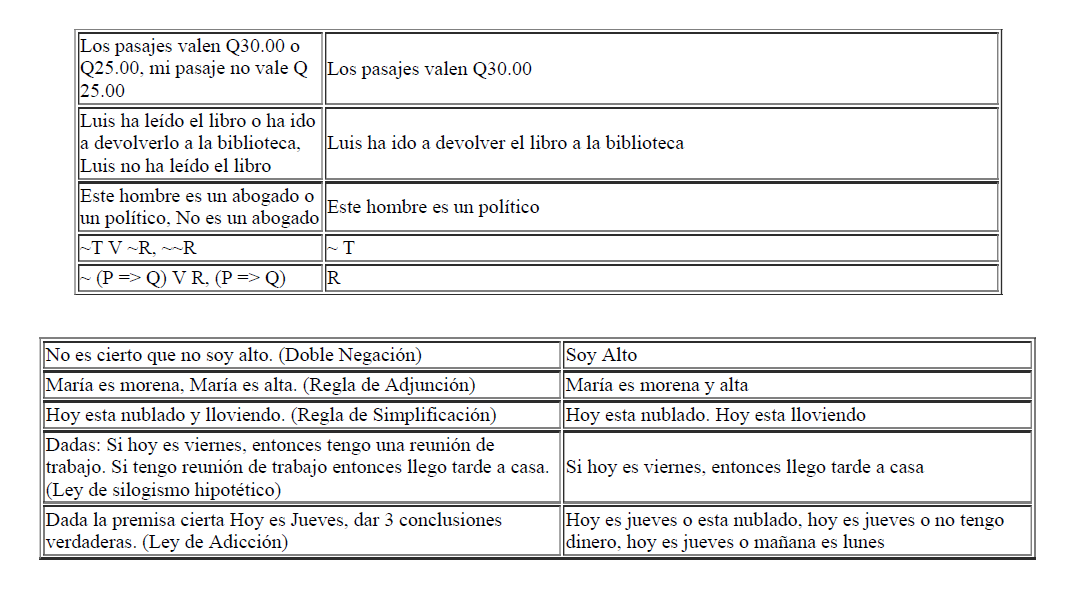 Los pasajes valen Q30.00 o
Q25.00, mi pasaje no vale Q
25.00
Los pasajes valen Q30.00
Luis ha leído el libro o ha ido
a devolverlo a la biblioteca,
Luis no ha leído el libro
Luis ha ido a devolver el libro a la biblioteca
Este hombre es un abogado o
un político, No es un abogado
Este hombre es un político
~T V ~R, ~~R
~ T
~ (P => Q) V R, (P => Q)
R
No es cierto que no soy alto. (Doble Negación)
Soy Alto
María es morena, María es alta. (Regla de Adjunción)
María es morena y alta
Hoy esta nublado y lloviendo. (Regla de Simplificación)
Hoy esta nublado. Hoy esta lloviendo
Dadas: Si hoy es viernes, entonces tengo una reunión de
trabajo. Si tengo reunión de trabajo entonces llego tarde a casa.
(Ley de silogismo hipotético)
Si hoy es viernes, entonces llego tarde a casa
Dada la premisa cierta Hoy es Jueves, dar 3 conclusiones
verdaderas. (Ley de Adicción)
Hoy es jueves o esta nublado, hoy es jueves o no tengo
dinero, hoy es jueves o mañana es lunes